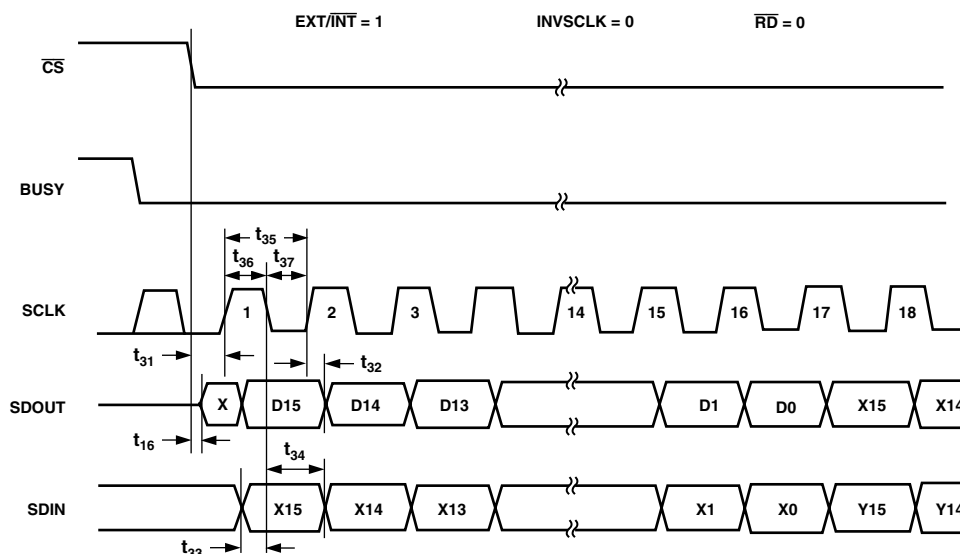 EXT/INT = 1 INVSCLK = 0 RD = 0
CS
BUSY
t35
t36 t37
SCLK 1 2 3 14 15 16 17 18
t31 t32
SDOUT X D15 D14 D13 D1 D0 X15 X14
t16
t34
SDIN X15 X14 X13 X1 X0 Y15 Y14
t33